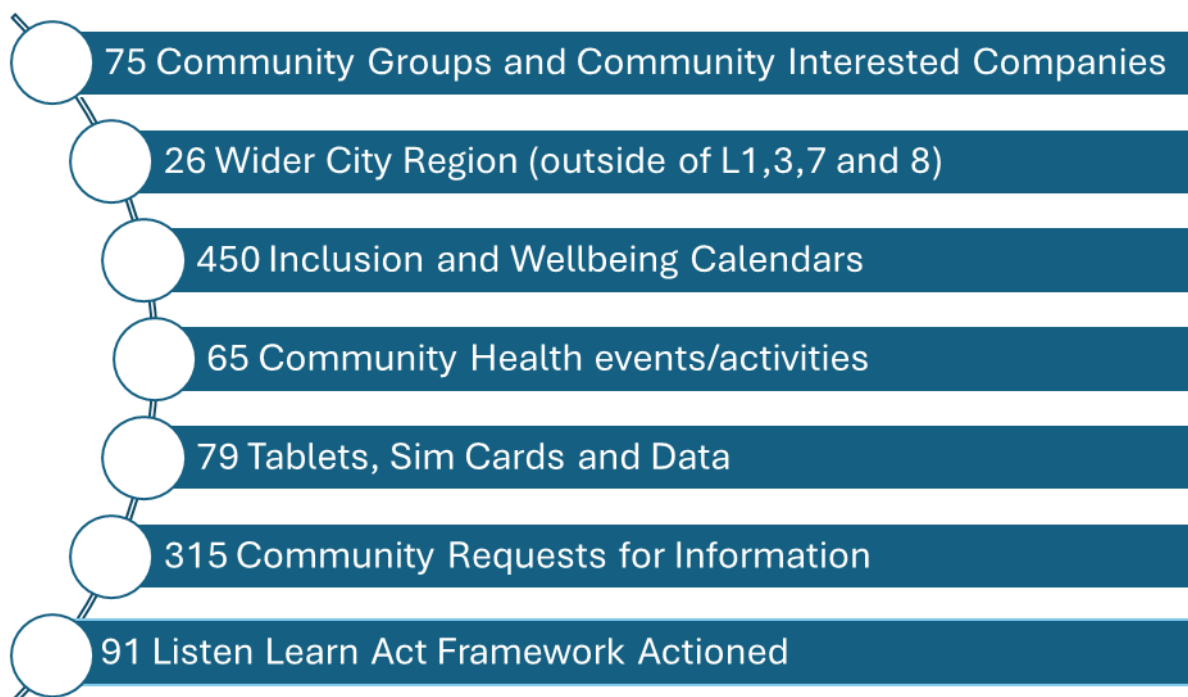 75 Community Groups and Community Interested Companies
26 Wider City Region (outside of L1,3,7 and 8)
450 Inclusion and Wellbeing Calendars
65 Community Health events/activities
79 Tablets, Sim Cards and Data
315 Community Requests for Information
91 Listen Learn Act Framework Actioned